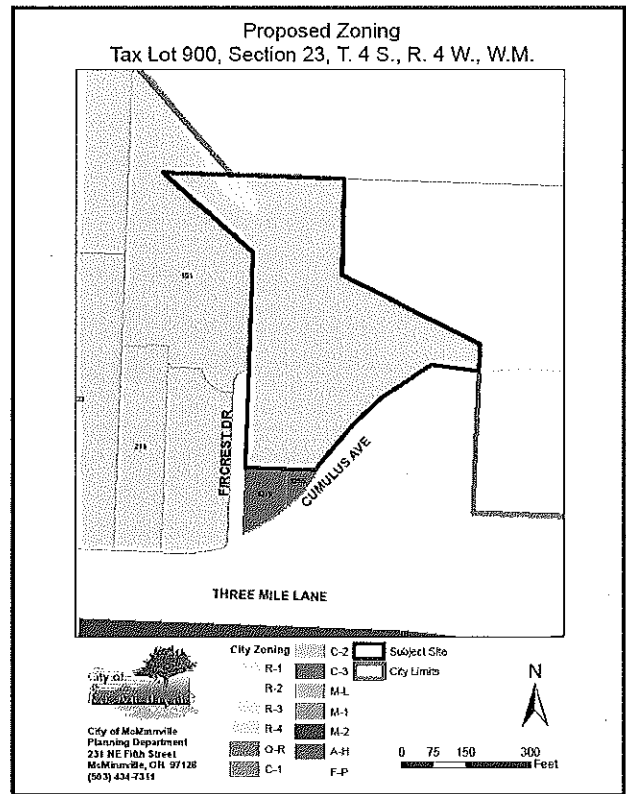 Proposed Zoning
Tax Lot 900, Section 23, T. 4 S., R. 4 W., W.M.
FIRCREST DR
CUMULUS AVE
THREE MILE LANE
City of
City of McMinnville
Planning Department
231 NE Fifth Street
McMinnville, OR 97128
(503) 434-7311
City Zoning
R-1
R-2
R-3
R-4
O-R
C-1
C-2
C-3
M-L
M-1
M-2
A-H
F-P
Subject Site
City Limits
N
0 75 150 300
Feet